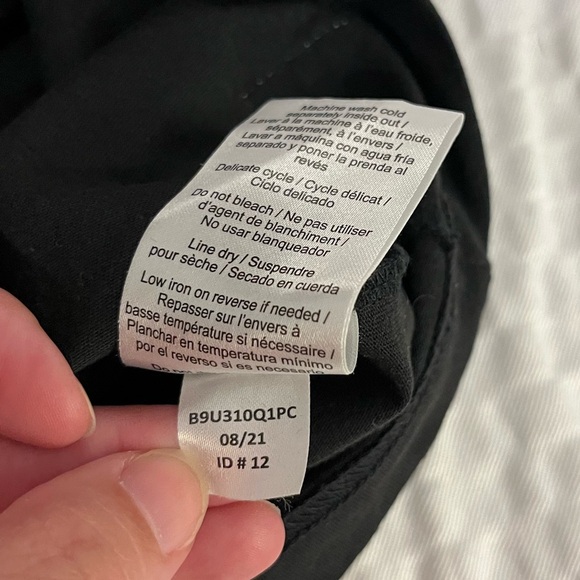 Machine wash cold
separately inside out /
Laver à la machine à l'eau froide,
séparément, à l'envers /
Lavar a máquina con agua fría
separado y poner la prenda al
revés
Delicate cycle / Cycle délicat /
Ciclo delicado
Do not bleach / Ne pas utiliser
d'agent de blanchiment /
No usar blanqueador
Line dry / Suspendre
pour sèche / Secado en cuerda
Low iron on reverse if needed /
Repasser sur l'envers à
basse température si nécessaire /
Planchar en temperatura mínimo
por el reverso si es necesario
Do
B9U310Q1PC
08/21
ID # 12